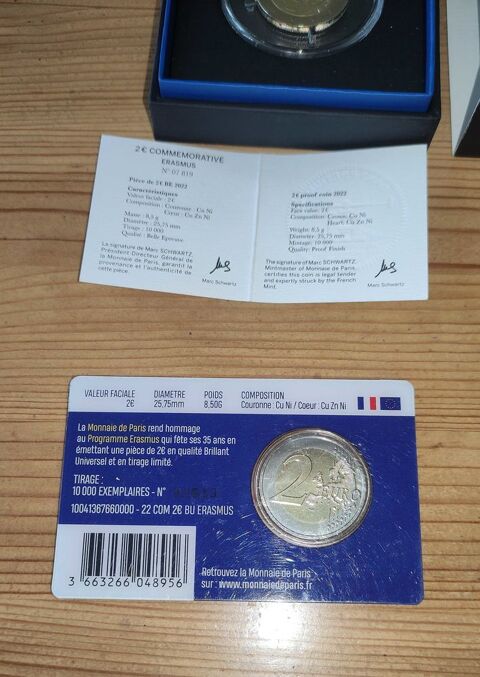 2€ COMMEMORATIVE
ERASMUS
N° 07 819
Pièce de 2€ BE 2022
Caractéristiques
Valeur faciale : 2€
Composition : Couronne : Cu Ni
Cœur : Cu Zn Ni
Masse : 8,5 g
Diamètre : 25,75 mm
Tirage : 10 000
Qualité : Belle Epreuve
La signature de Marc SCHWARTZ,
Président-Directeur Général de
la Monnaie de Paris, garantit la
provenance et l'authenticité de
cette pièce.
Marc Schwartz
2€ proof coin 2022
Specifications
Face value: 2€
Composition: Crown: Cu Ni
Heart: Cu Zn Ni
Weight: 8,5 g
Diameter: 25,75 mm
Mintage: 10 000
Quality: Proof Finish
The signature of Marc SCHWARTZ,
Mintmaster of Monnaie de Paris,
certifies this coin is legal tender
and expertly struck by the French
Mint.
Marc Schwartz
VALEUR FACIALE DIAMETRE POIDS COMPOSITION
2€ 25,75mm 8,50G Couronne : Cu Ni / Coeur : Cu Zn Ni
La Monnaie de Paris rend hommage
au Programme Erasmus qui fête ses 35 ans en
émettant une pièce de 2€ en qualité Brillant
Universel et en tirage limité.
TIRAGE :
10 000 EXEMPLAIRES - N°
10041367660000 - 22 COM 2€ BU ERASMUS
3 663266 048956
2 EURO
Retrouvez la Monnaie de Paris
sur : www.monnaiedeparis.fr